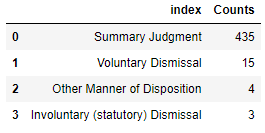 index Counts
0 Summary Judgment 435
1 Voluntary Dismissal 15
2 Other Manner of Disposition 4
3 Involuntary (statutory) Dismissal 3